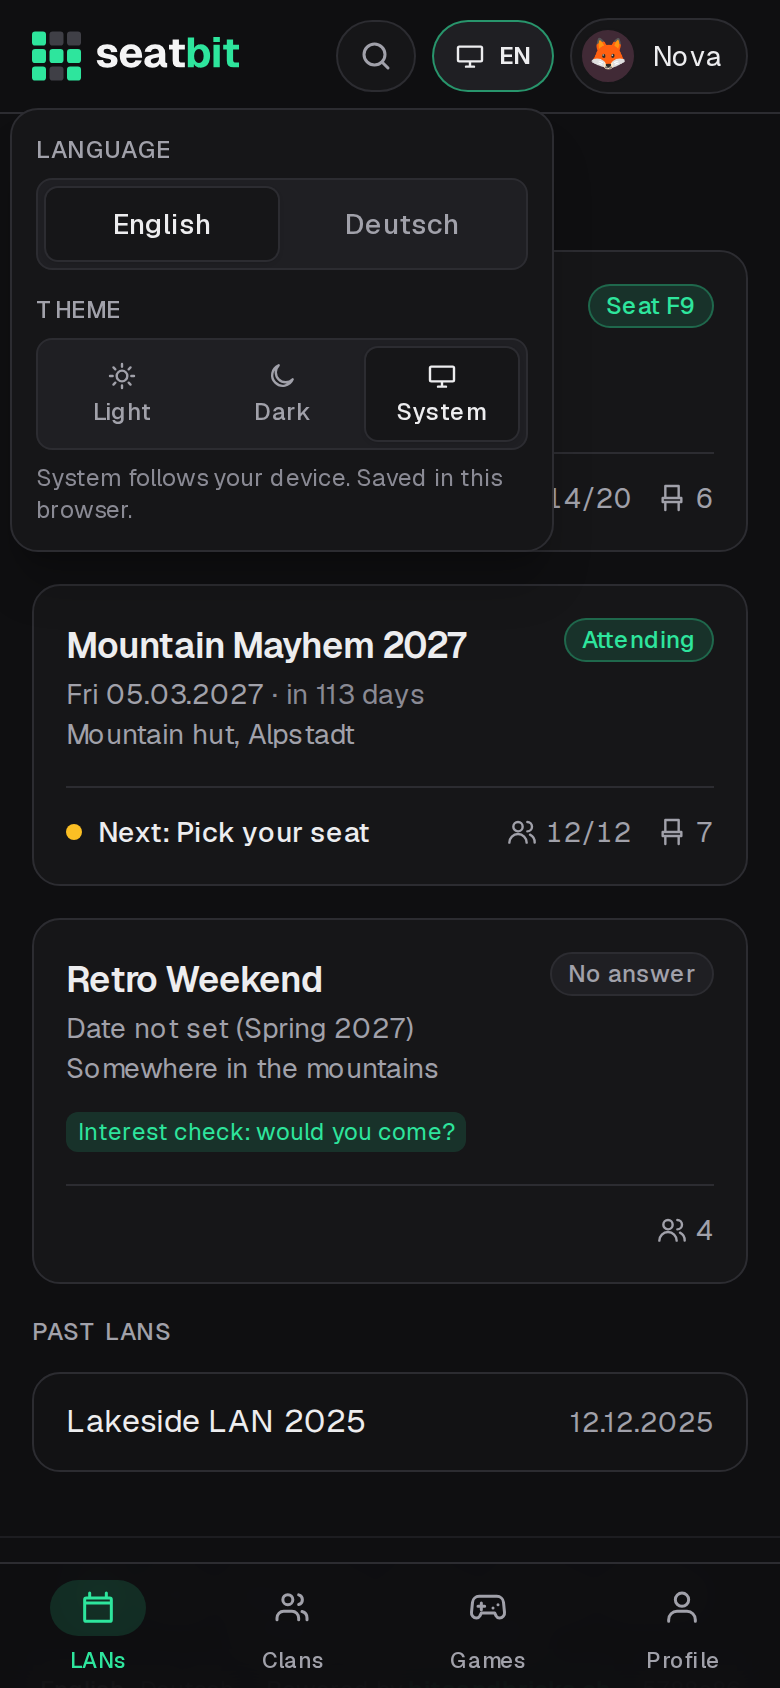 seatbit
EN
Nova
LANGUAGE
English
Deutsch
THEME
Light
Dark
System
System follows your device. Saved in this
browser.
Seat F9
14/20
6
Mountain Mayhem 2027
Attending
Fri 05.03.2027 · in 113 days
Mountain hut, Alpstadt
Next: Pick your seat
12/12
7
Retro Weekend
No answer
Date not set (Spring 2027)
Somewhere in the mountains
Interest check: would you come?
4
PAST LANS
Lakeside LAN 2025
12.12.2025
LANs
Clans
Games
Profile